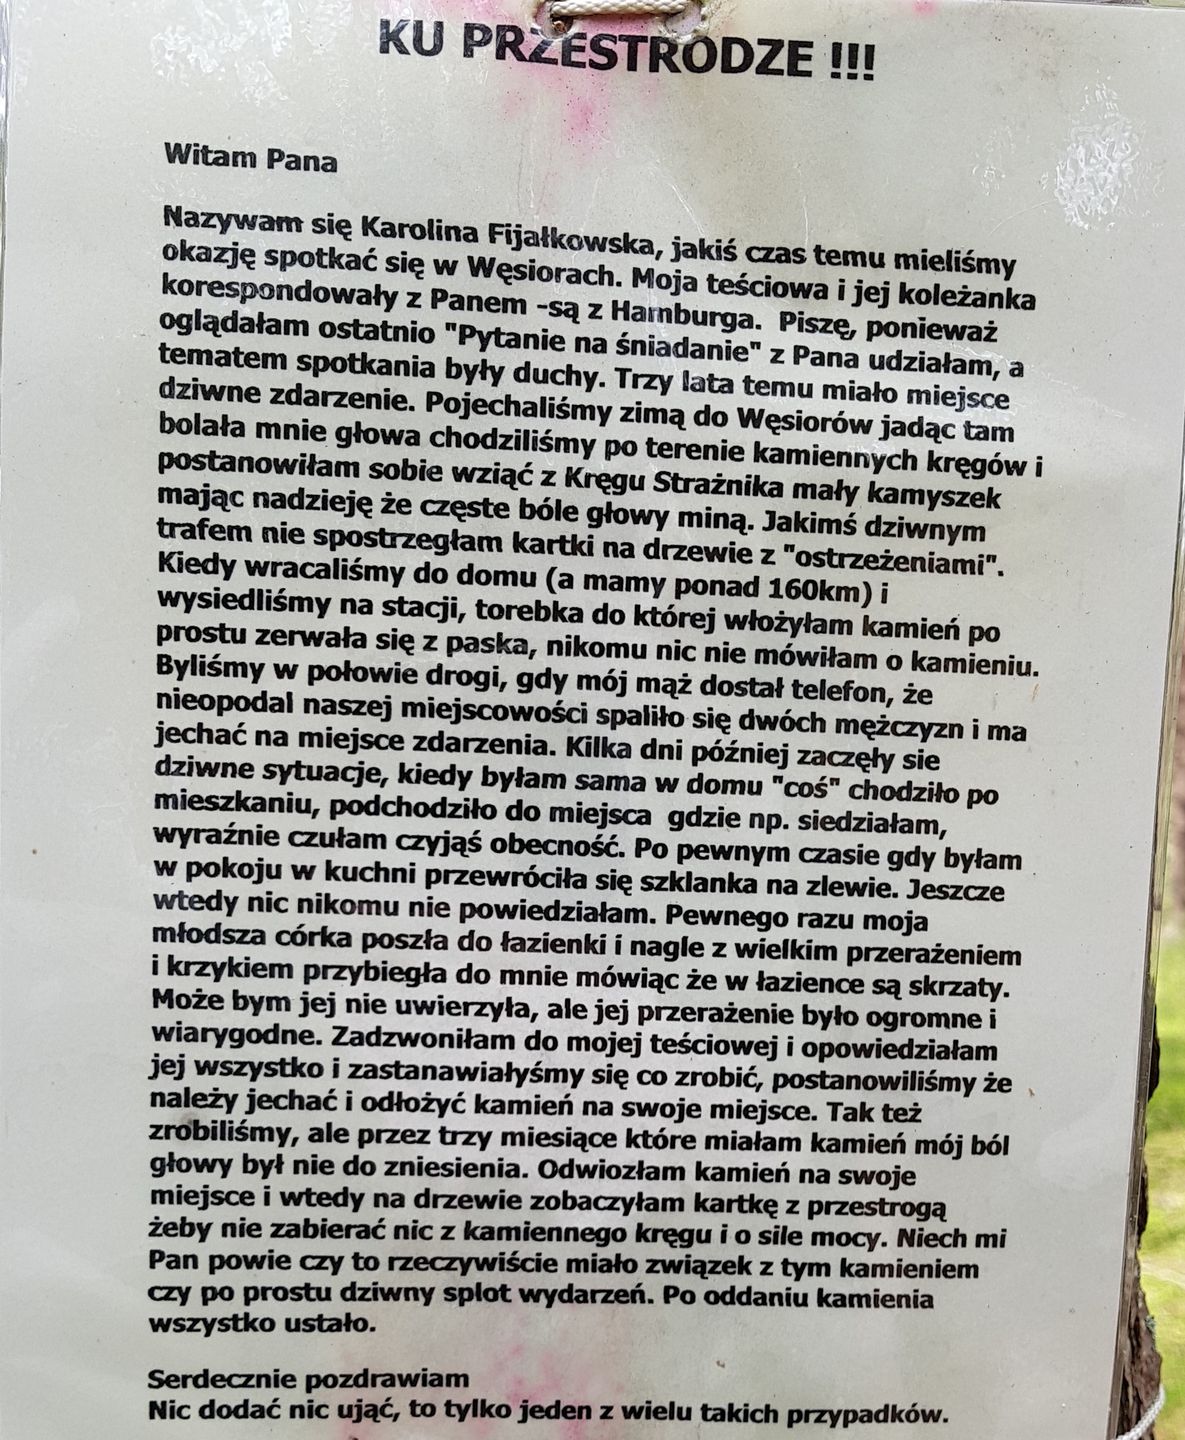 KU PRZESTRODZE !!!
Witam Pana
Nazywam się Karolina Fijałkowska, jakiś czas temu mieliśmy
okazję spotkać się w Węsiorach. Moja teściowa i jej koleżanka
korespondowały z Panem -są z Hamburga. Piszę, ponieważ
oglądałam ostatnio "Pytanie na śniadanie" z Pana udziałam, a
tematem spotkania były duchy. Trzy lata temu miało miejsce
dziwne zdarzenie. Pojechaliśmy zimą do Węsiorów jadąc tam
bolała mnie głowa chodziliśmy po terenie kamiennych kręgów i
postanowiłam sobie wziąć z Kręgu Strażnika mały kamyszek
mając nadzieję że częste bóle głowy miną. Jakimś dziwnym
trafem nie spostrzegłam kartki na drzewie z "ostrzeżeniami".
Kiedy wracaliśmy do domu (a mamy ponad 160km) i
wysiedliśmy na stacji, torebka do której włożyłam kamień po
prostu zerwała się z paska, nikomu nic nie mówiłam o kamieniu.
Byliśmy w połowie drogi, gdy mój mąż dostał telefon, że
nieopodal naszej miejscowości spaliło się dwóch mężczyzn i ma
jechać na miejsce zdarzenia. Kilka dni później zaczęły sie
dziwne sytuacje, kiedy byłam sama w domu "coś" chodziło po
mieszkaniu, podchodziło do miejsca gdzie np. siedziałam,
wyraźnie czułam czyjąś obecność. Po pewnym czasie gdy byłam
w pokoju w kuchni przewróciła się szklanka na zlewie. Jeszcze
wtedy nic nikomu nie powiedziałam. Pewnego razu moja
młodsza córka poszła do łazienki i nagle z wielkim przerażeniem
i krzykiem przybiegła do mnie mówiąc że w łazience są skrzaty.
Może bym jej nie uwierzyła, ale jej przerażenie było ogromne i
wiarygodne. Zadzwoniłam do mojej teściowej i opowiedziałam
jej wszystko i zastanawiałyśmy się co zrobić, postanowiliśmy że
należy jechać i odłożyć kamień na swoje miejsce. Tak też
zrobiliśmy, ale przez trzy miesiące które miałam kamień mój ból
głowy był nie do zniesienia. Odwiozłam kamień na swoje
miejsce i wtedy na drzewie zobaczyłam kartkę z przestrogą
żeby nie zabierać nic z kamiennego kręgu i o sile mocy. Niech mi
Pan powie czy to rzeczywiście miało związek z tym kamieniem
czy po prostu dziwny splot wydarzeń. Po oddaniu kamienia
wszystko ustało.
Serdecznie pozdrawiam
Nic dodać nic ująć, to tylko jeden z wielu takich przypadków.